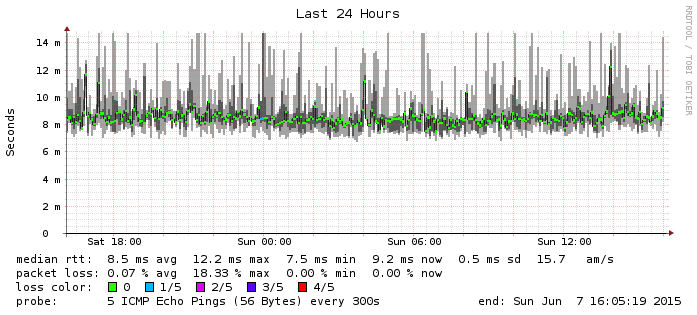 Last 24 Hours
RRDTOOL / TOBI OETIKER
Seconds
14 m
12 m
10 m
8 m
6 m
4 m
2 m
0
Sat 18:00 Sun 00:00 Sun 06:00 Sun 12:00
median rtt: 8.5 ms avg 12.2 ms max 7.5 ms min 9.2 ms now 0.5 ms sd 15.7 am/s
packet loss: 0.07 % avg 18.33 % max 0.00 % min 0.00 % now
loss color: 0 1/5 2/5 3/5 4/5
probe: 5 ICMP Echo Pings (56 Bytes) every 300s end: Sun Jun 7 16:05:19 2015